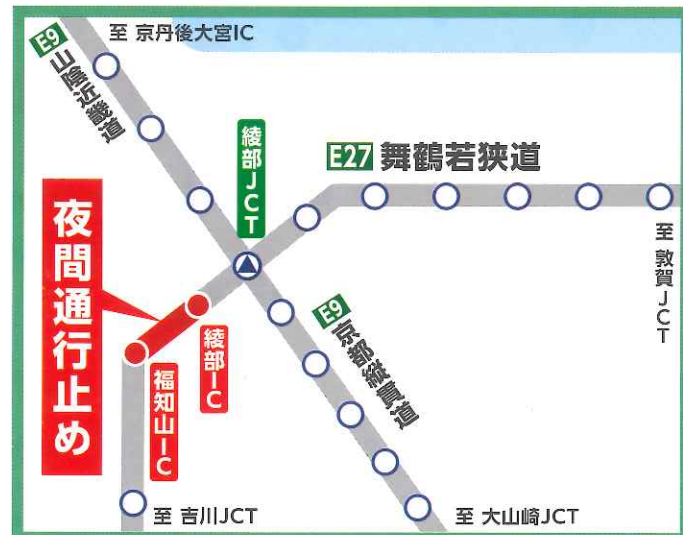 至 京丹後大宮IC
E9
山陰近畿道
綾部JCT
E27 舞鶴若狭道
夜間通行止め
至 敦賀JCT
綾部IC
E9
京都縦貫道
福知山IC
至 吉川JCT
至 大山崎JCT